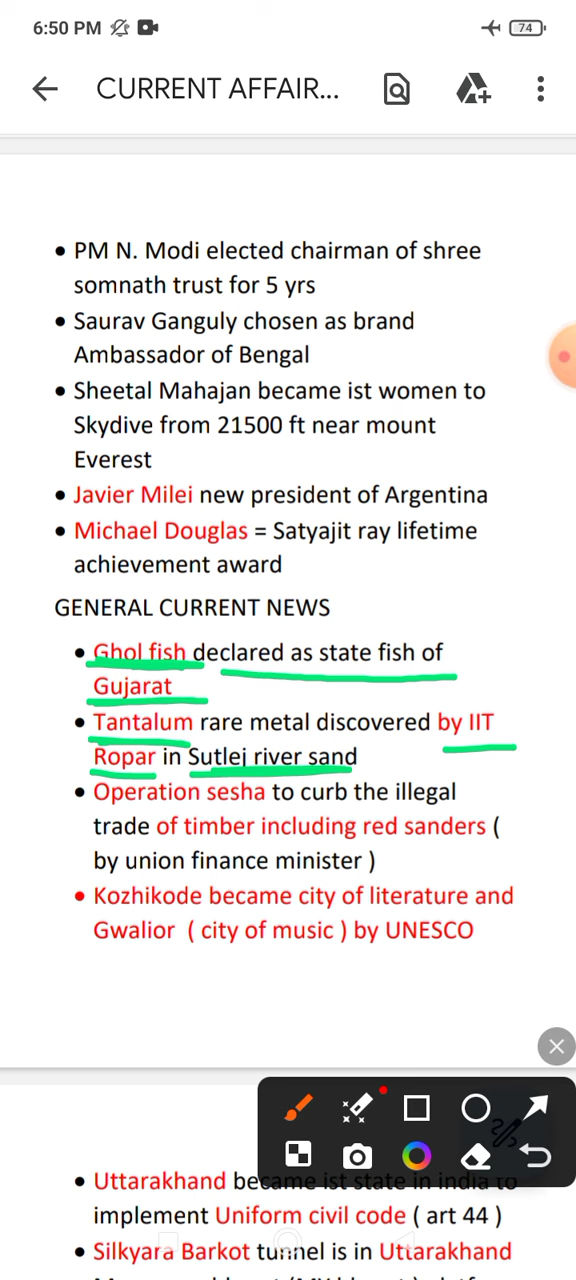 6:50 PM
74
CURRENT AFFAIR...
• PM N. Modi elected chairman of shree
somnath trust for 5 yrs
• Saurav Ganguly chosen as brand
Ambassador of Bengal
• Sheetal Mahajan became ist women to
Skydive from 21500 ft near mount
Everest
• Javier Milei new president of Argentina
• Michael Douglas = Satyajit ray lifetime
achievement award
GENERAL CURRENT NEWS
• Ghol fish declared as state fish of
Gujarat
• Tantalum rare metal discovered by IIT
Ropar in Sutlej river sand
• Operation sesha to curb the illegal
trade of timber including red sanders (
by union finance minister )
• Kozhikode became city of literature and
Gwalior ( city of music ) by UNESCO
• Uttarakhand became ist state in india to
implement Uniform civil code ( art 44 )
• Silkyara Barkot tunnel is in Uttarakhand